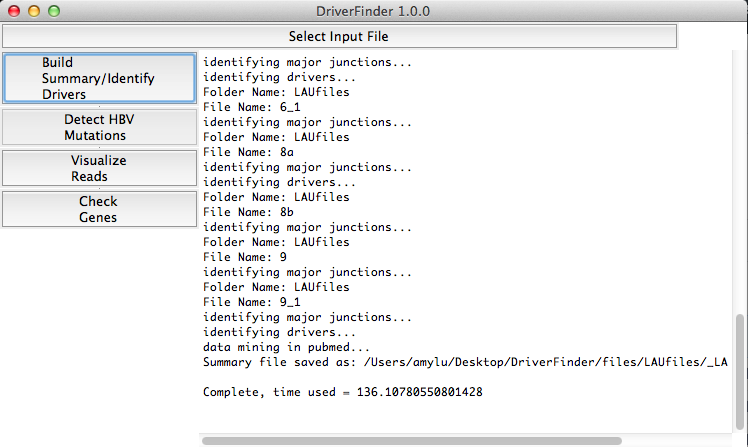 DriverFinder 1.0.0
Select Input File
Build
Summary/Identify
Drivers
Detect HBV
Mutations
Visualize
Reads
Check
Genes
identifying major junctions...
identifying drivers...
Folder Name: LAUfiles
File Name: 6_1
identifying major junctions...
Folder Name: LAUfiles
File Name: 8a
identifying major junctions...
identifying drivers...
Folder Name: LAUfiles
File Name: 8b
identifying major junctions...
Folder Name: LAUfiles
File Name: 9
identifying major junctions...
Folder Name: LAUfiles
File Name: 9_1
identifying major junctions...
identifying drivers...
data mining in pubmed...
Summary file saved as: /Users/amylu/Desktop/DriverFinder/files/LAUfiles/_LA
Complete, time used = 136.10780550801428